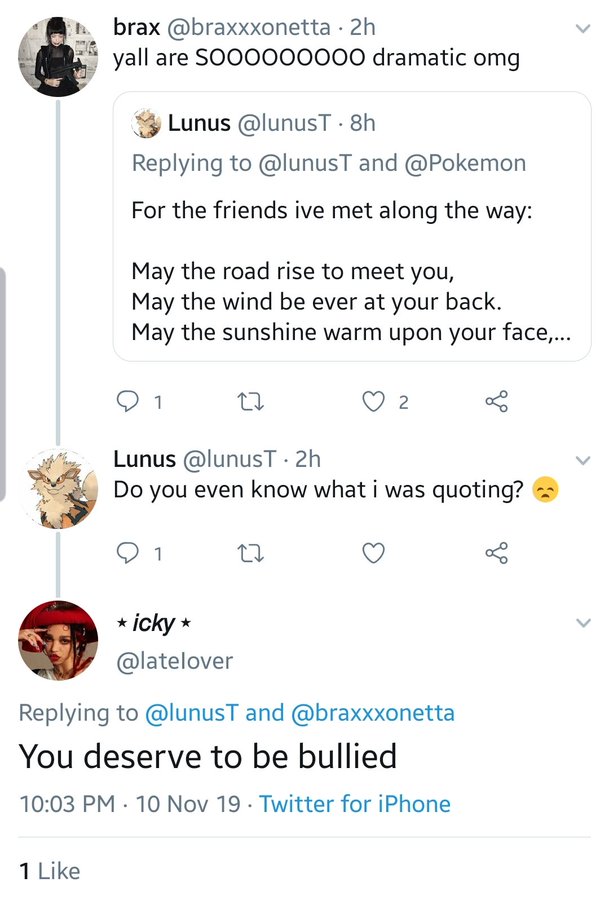 brax @braxxxonetta · 2h
yall are SOOOOOOOOO dramatic omg
Lunus @lunusT · 8h
Replying to @lunusT and @Pokemon
For the friends ive met along the way:
May the road rise to meet you,
May the wind be ever at your back.
May the sunshine warm upon your face,...
1 2
Lunus @lunusT · 2h
Do you even know what i was quoting? 😞
1
⋆ icky ⋆
@latelover
Replying to @lunusT and @braxxxonetta
You deserve to be bullied
10:03 PM · 10 Nov 19 · Twitter for iPhone
1 Like